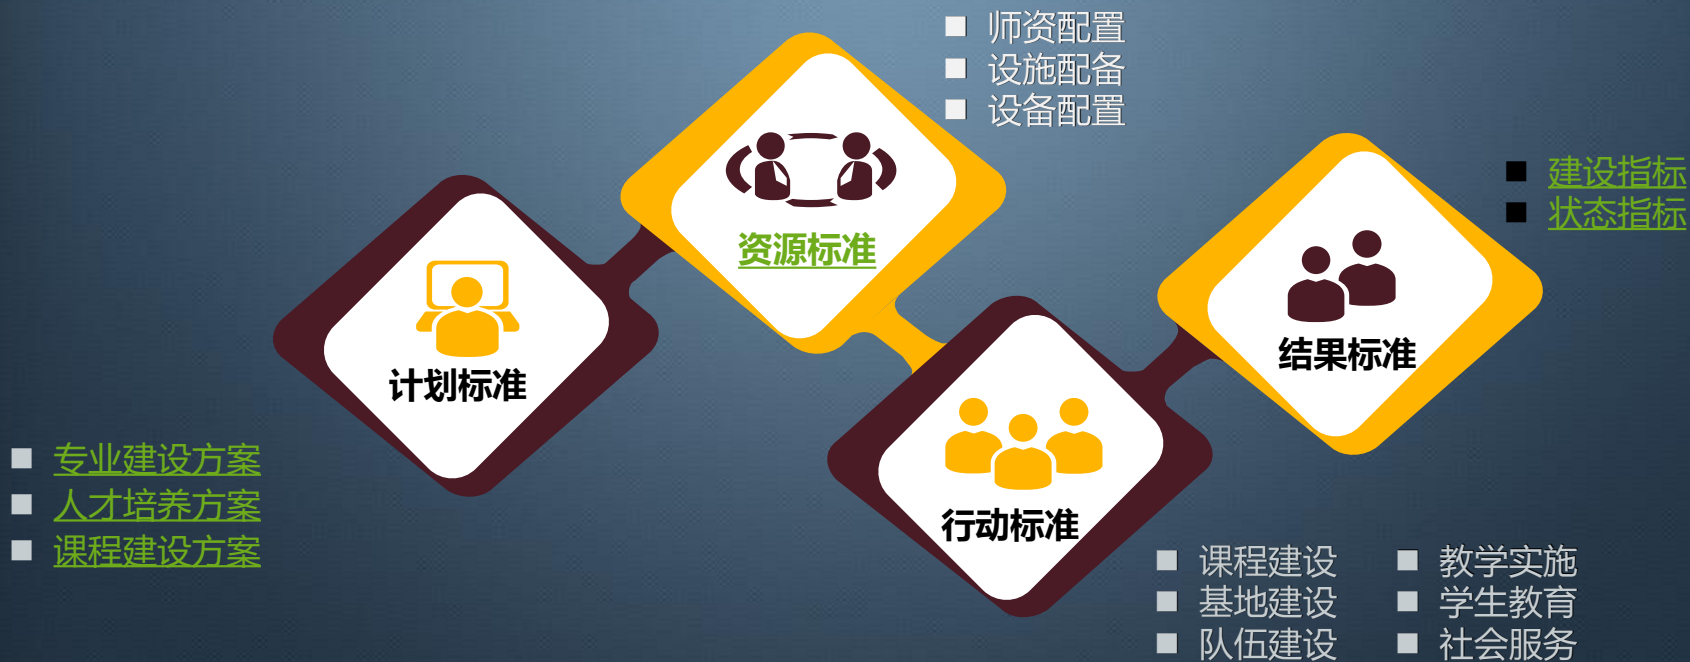 师资配置
设施配备
设备配置
资源标准
建设指标
状态指标
结果标准
计划标准
专业建设方案
人才培养方案
课程建设方案
行动标准
课程建设
基地建设
队伍建设
教学实施
学生教育
社会服务